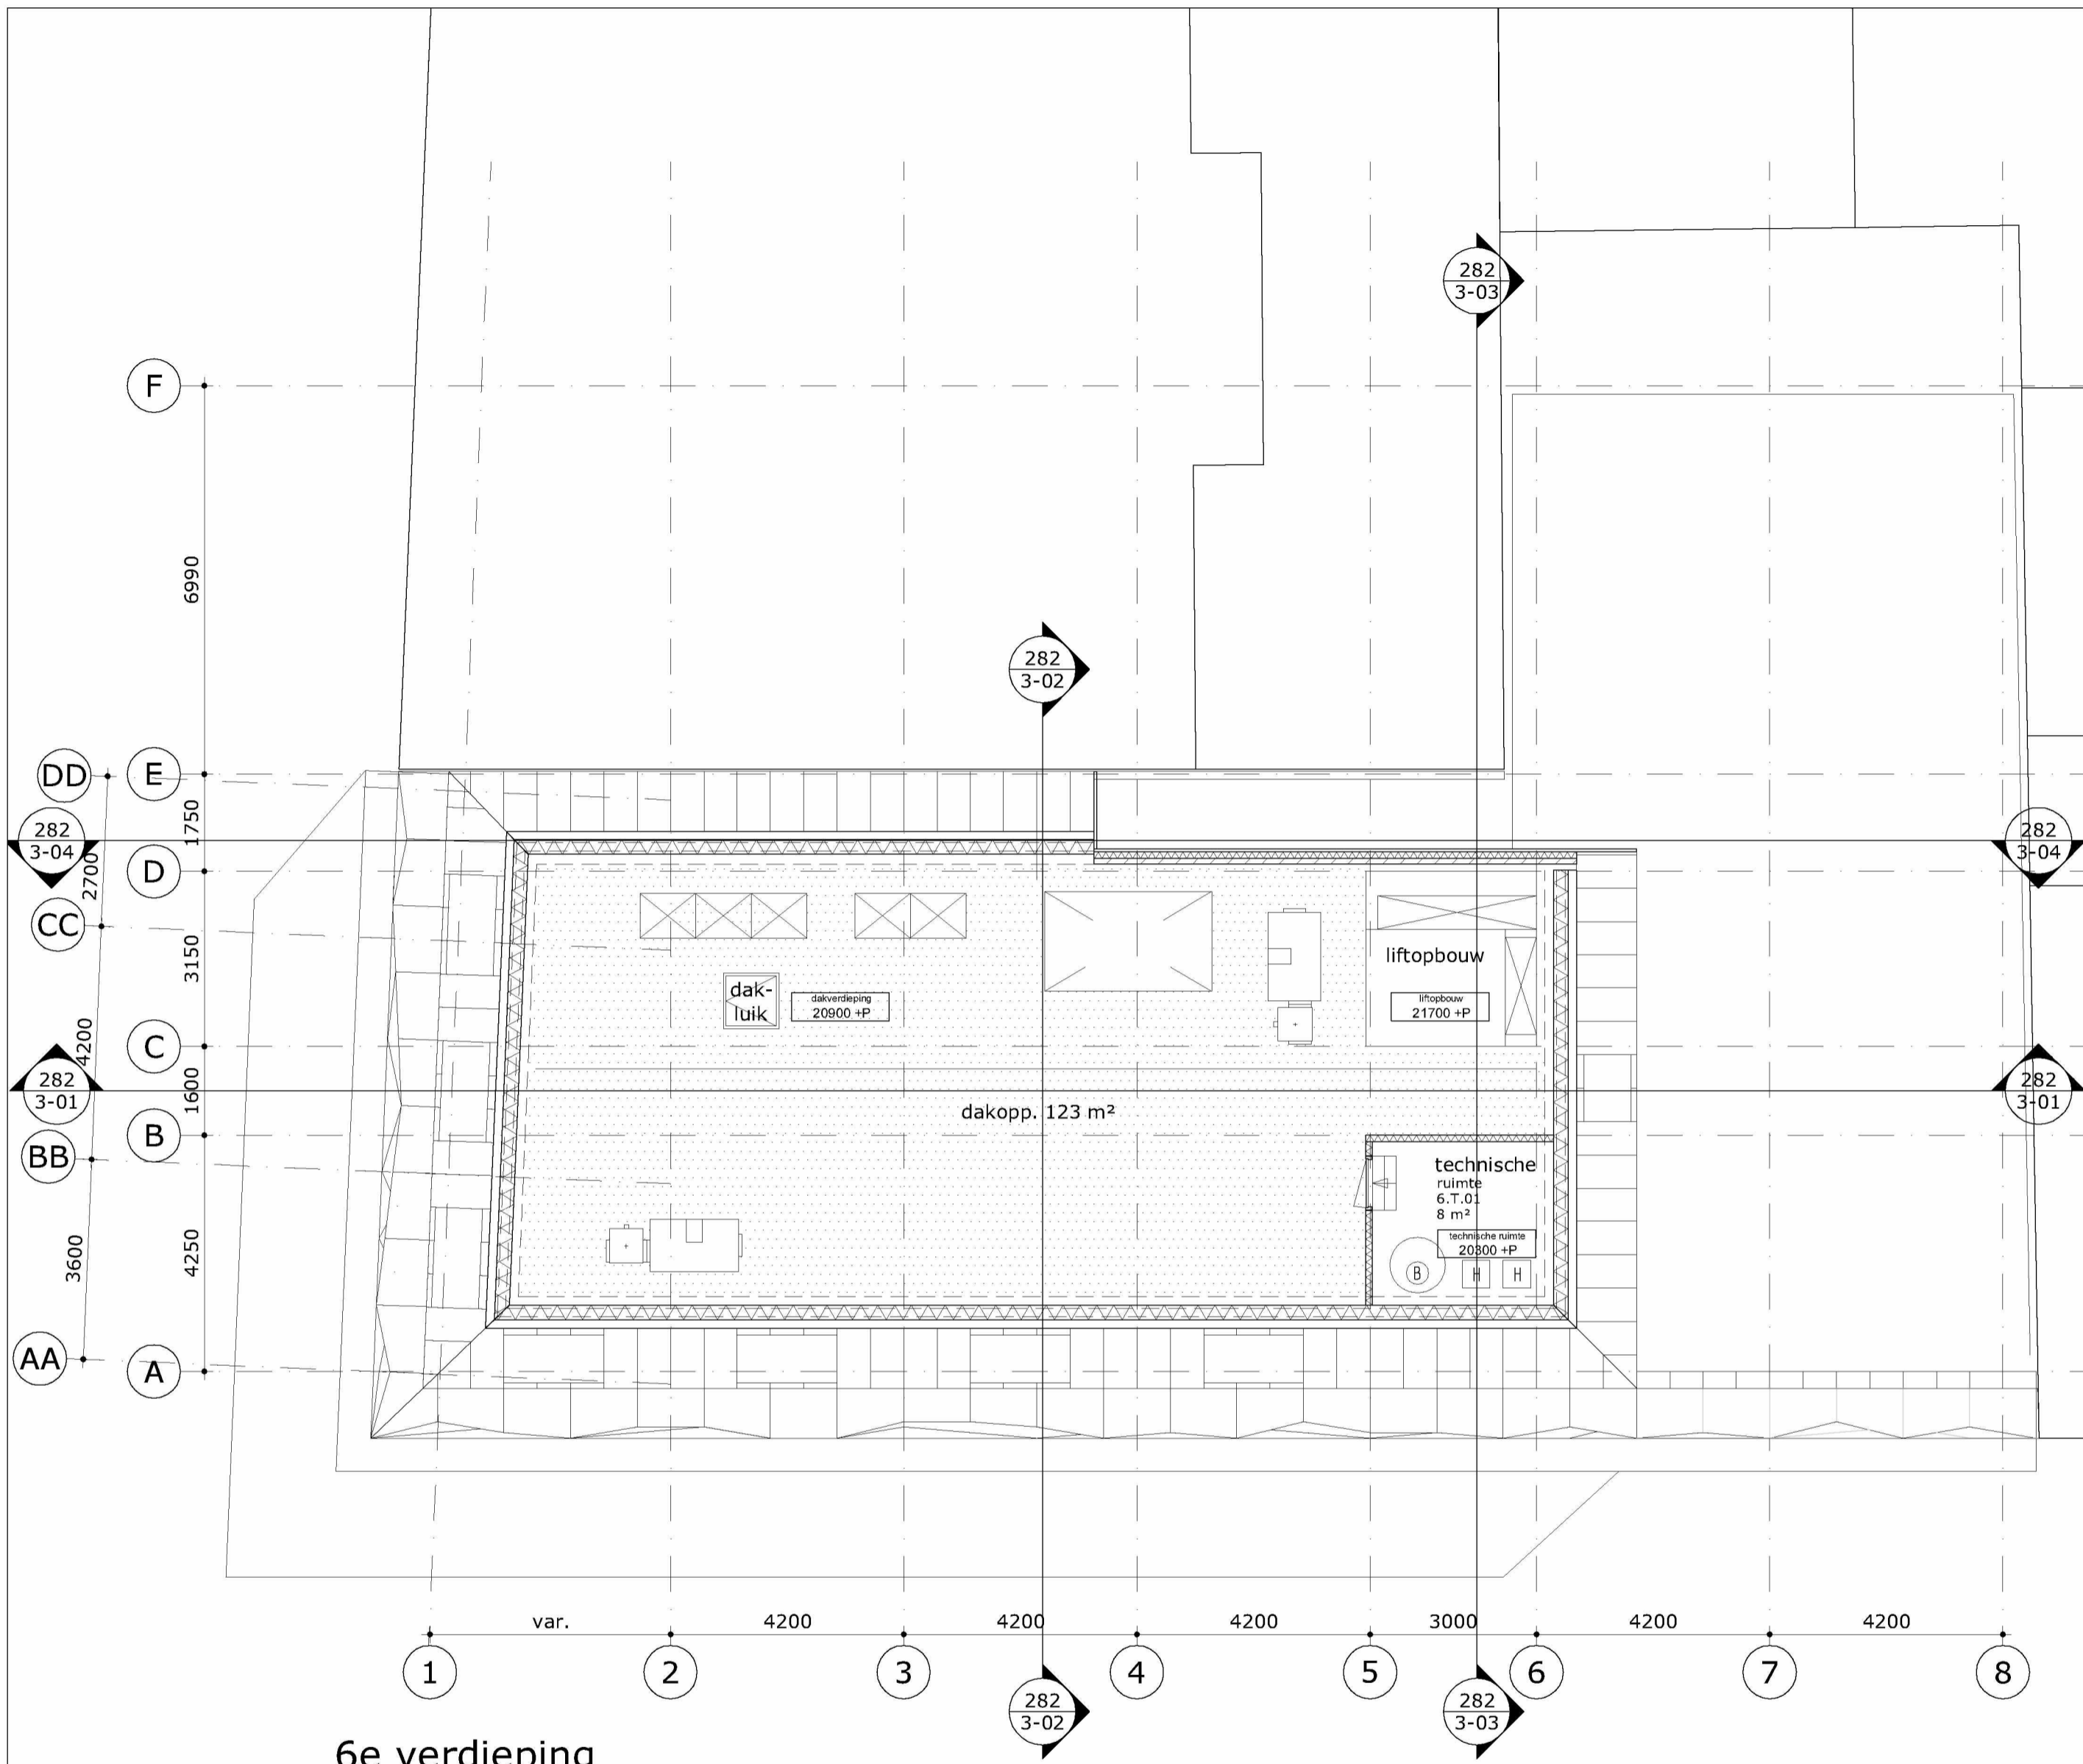 282
3-03
F
6990
282
3-02
DD
E
1750
282
3-04
282
3-04
2700
D
CC
3150
liftopbouw
dak-
luik
dakverdieping
20900 +P
liftopbouw
21700 +P
4200
C
282
3-01
282
3-01
1600
dakopp. 123 m²
B
BB
technische
ruimte
6.T.01
8 m²
technische ruimte
20300 +P
3600
4250
B
H
H
AA
A
var.
4200
4200
4200
3000
4200
4200
1
2
3
4
5
6
7
8
282
3-02
282
3-03
6e verdieping